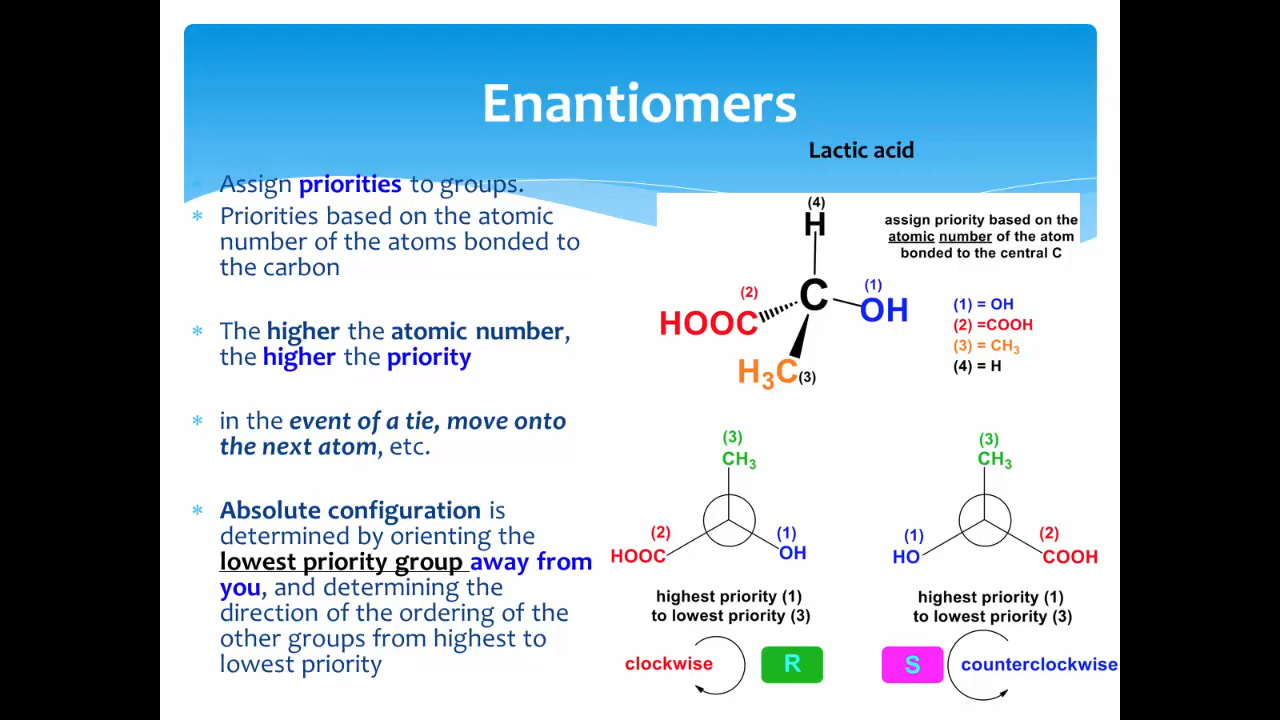 Enantiomers
Lactic acid
* Assign priorities to groups.
* Priorities based on the atomic
number of the atoms bonded to
the carbon
* The higher the atomic number,
the higher the priority
* in the event of a tie, move onto
the next atom, etc.
* Absolute configuration is
determined by orienting the
lowest priority group away from
you, and determining the
direction of the ordering of the
other groups from highest to
lowest priority
(4)
H
assign priority based on the
atomic number of the atom
bonded to the central C
(2)
(1)
C
OH
HOOC
H₃C
(3)
(1) = OH
(2) =COOH
(3) = CH₃
(4) = H
(3)
CH₃
(2)
(1)
HOOC
OH
highest priority (1)
to lowest priority (3)
clockwise
R
(3)
CH₃
(1)
(2)
HO
COOH
highest priority (1)
to lowest priority (3)
S
counterclockwise